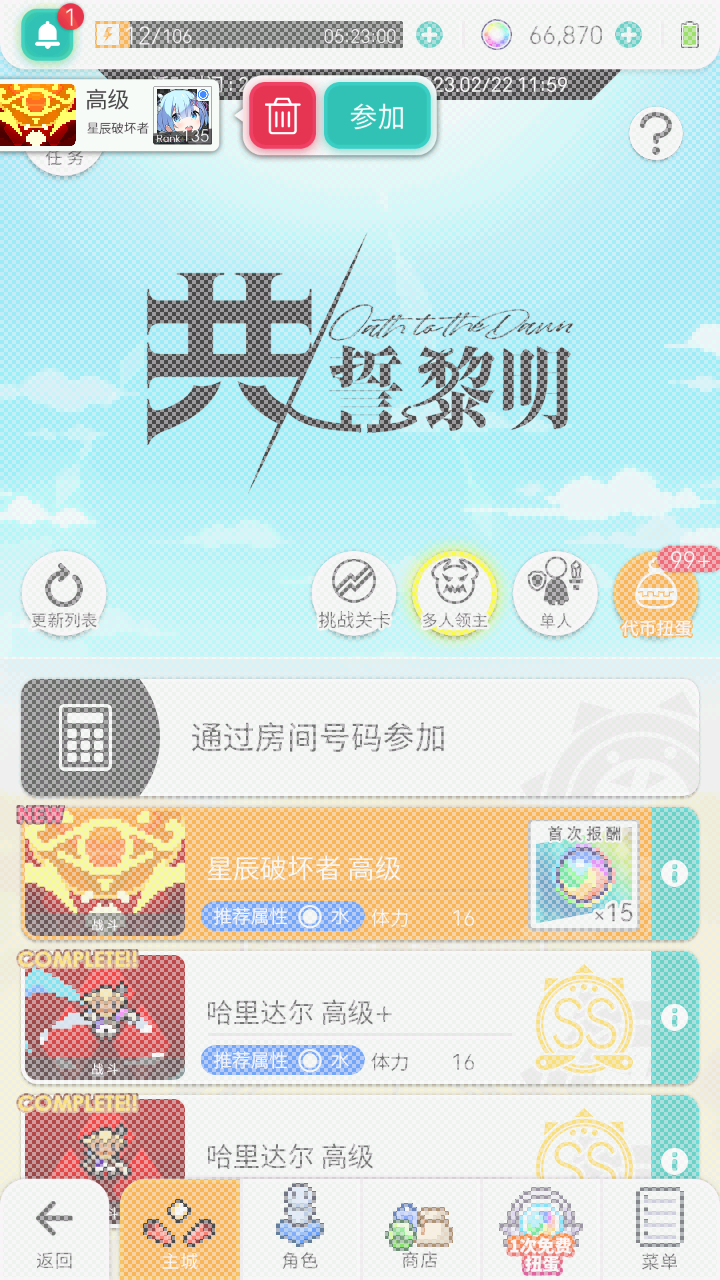 1
12/106
05:23:00
66,870
23.02/22 11:59
高级
星辰破坏者
Rank 135
参加
任务
?
共誓黎明
Oath to the Dawn
99+
更新列表
挑战关卡
多人领主
单人
代币扭蛋
通过房间号码参加
NEW
首次报酬
星辰破坏者 高级
×15
战斗
推荐属性 水 体力 16
COMPLETE!!
哈里达尔 高级+
SS
战斗
推荐属性 水 体力 16
COMPLETE!!
哈里达尔 高级
SS
返回
主城
角色
商店
1次免费
扭蛋
菜单